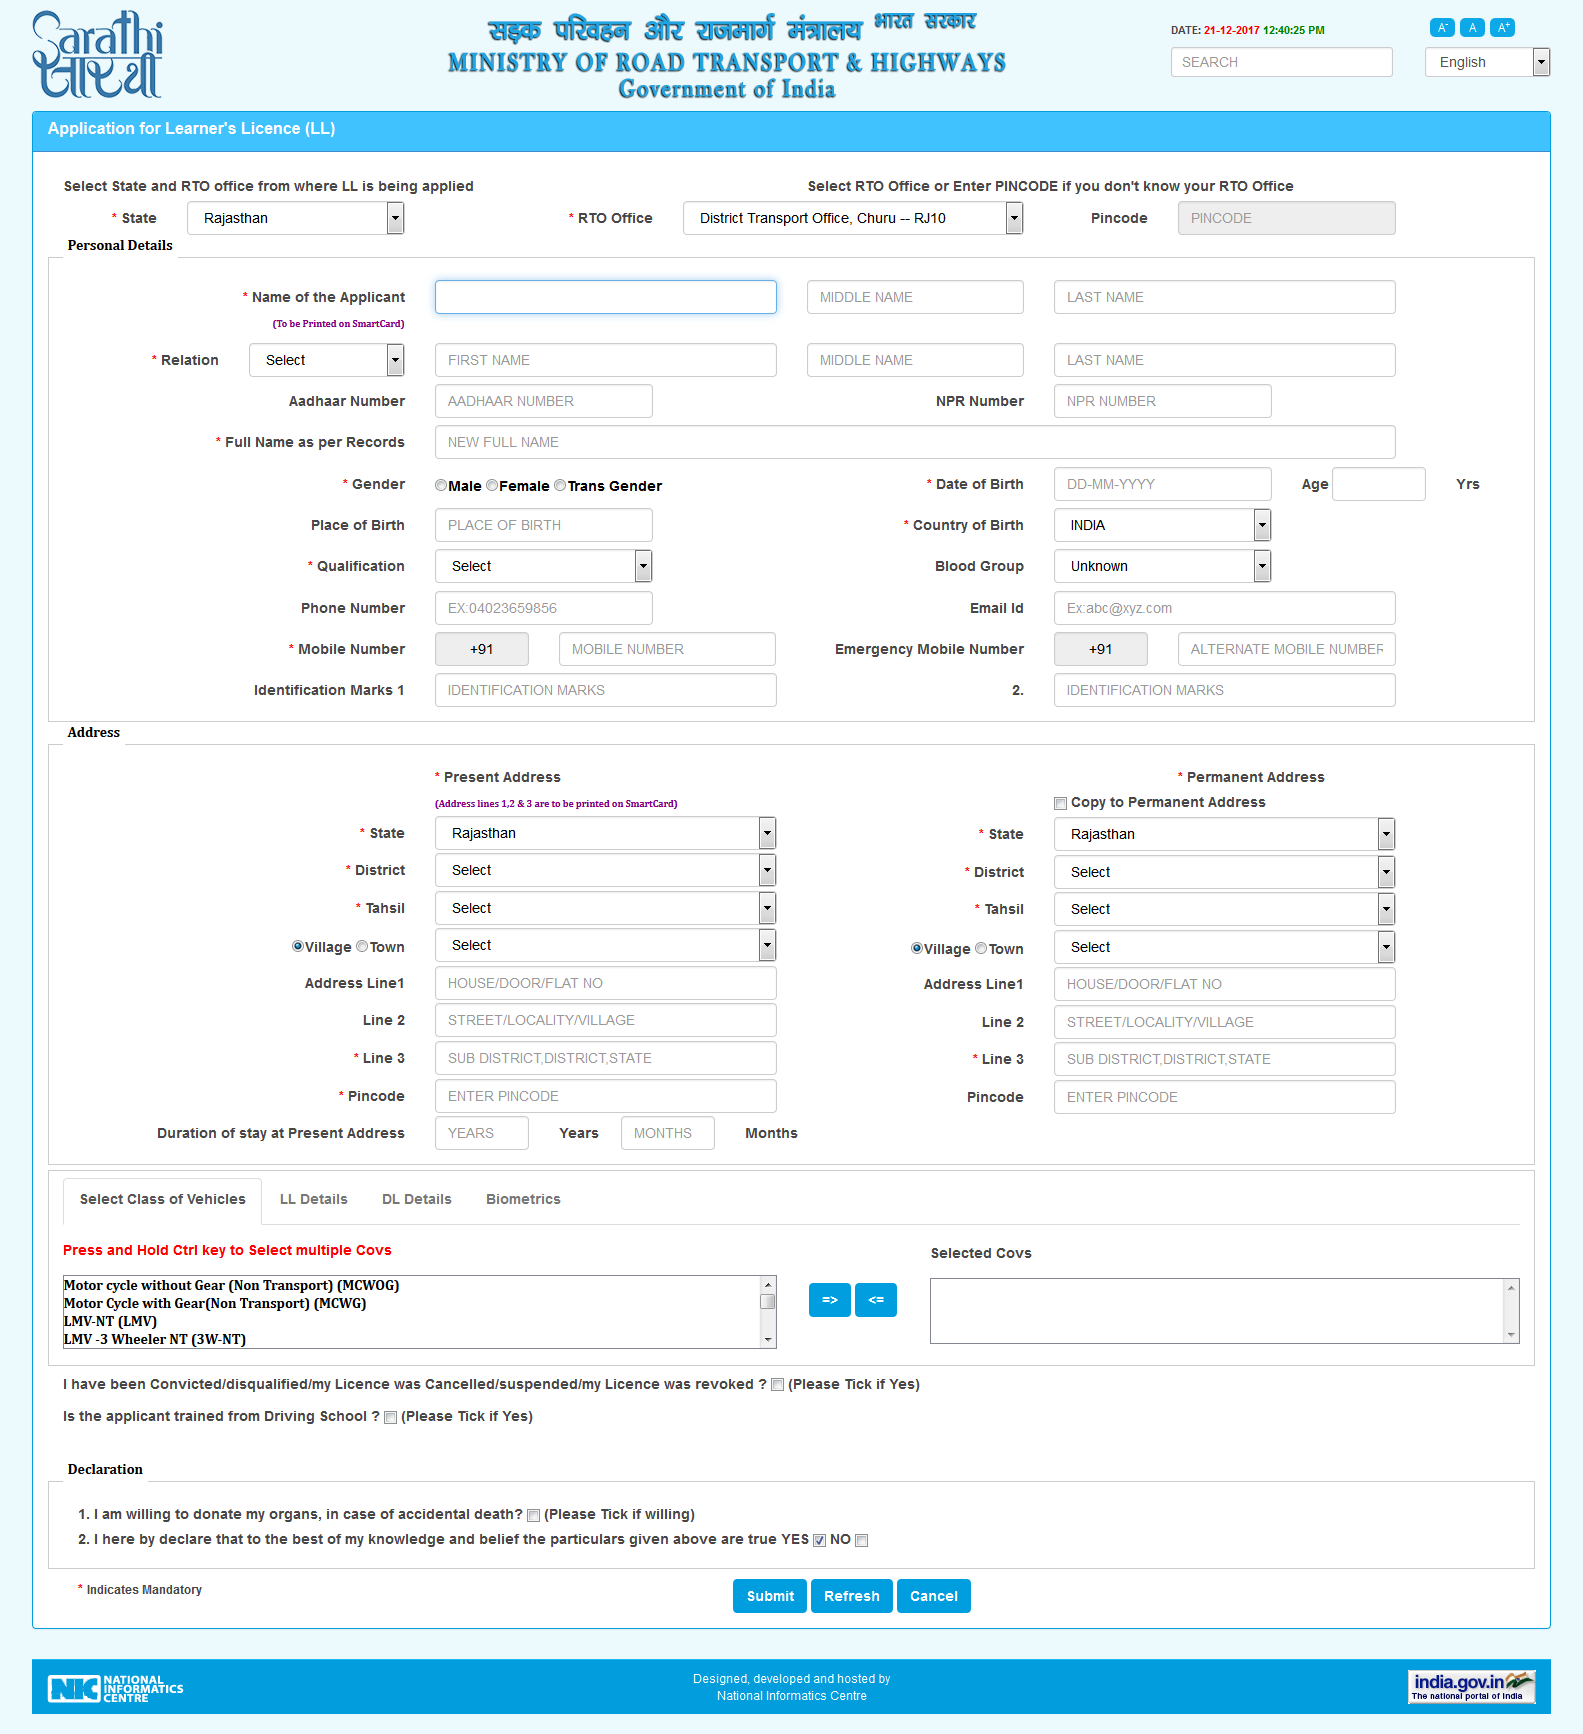 Sarathi
सारथी
सड़क परिवहन और राजमार्ग मंत्रालय भारत सरकार
MINISTRY OF ROAD TRANSPORT & HIGHWAYS
Government of India
DATE: 21-12-2017 12:40:25 PM
A- A A+
SEARCH
English
Application for Learner's Licence (LL)
Select State and RTO office from where LL is being applied
Select RTO Office or Enter PINCODE if you don't know your RTO Office
* State Rajasthan * RTO Office District Transport Office, Churu -- RJ10 Pincode PINCODE
Personal Details
* Name of the Applicant MIDDLE NAME LAST NAME
(To be Printed on SmartCard)
* Relation Select FIRST NAME MIDDLE NAME LAST NAME
Aadhaar Number AADHAAR NUMBER NPR Number NPR NUMBER
* Full Name as per Records NEW FULL NAME
* Gender Male Female Trans Gender * Date of Birth DD-MM-YYYY Age Yrs
Place of Birth PLACE OF BIRTH * Country of Birth INDIA
* Qualification Select Blood Group Unknown
Phone Number EX:04023659856 Email Id Ex:abc@xyz.com
* Mobile Number +91 MOBILE NUMBER Emergency Mobile Number +91 ALTERNATE MOBILE NUMBER
Identification Marks 1 IDENTIFICATION MARKS 2. IDENTIFICATION MARKS
Address
* Present Address * Permanent Address
(Address lines 1,2 & 3 are to be printed on SmartCard) Copy to Permanent Address
* State Rajasthan * State Rajasthan
* District Select * District Select
* Tahsil Select * Tahsil Select
Village Town Select Village Town Select
Address Line1 HOUSE/DOOR/FLAT NO Address Line1 HOUSE/DOOR/FLAT NO
Line 2 STREET/LOCALITY/VILLAGE Line 2 STREET/LOCALITY/VILLAGE
* Line 3 SUB DISTRICT,DISTRICT,STATE * Line 3 SUB DISTRICT,DISTRICT,STATE
* Pincode ENTER PINCODE Pincode ENTER PINCODE
Duration of stay at Present Address YEARS Years MONTHS Months
Select Class of Vehicles LL Details DL Details Biometrics
Press and Hold Ctrl key to Select multiple Covs
Selected Covs
Motor cycle without Gear (Non Transport) (MCWOG)
Motor Cycle with Gear(Non Transport) (MCWG)
LMV-NT (LMV)
LMV -3 Wheeler NT (3W-NT)
=> <=
I have been Convicted/disqualified/my Licence was Cancelled/suspended/my Licence was revoked ? (Please Tick if Yes)
Is the applicant trained from Driving School ? (Please Tick if Yes)
Declaration
1. I am willing to donate my organs, in case of accidental death? (Please Tick if willing)
2. I here by declare that to the best of my knowledge and belief the particulars given above are true YES NO
* Indicates Mandatory
Submit Refresh Cancel
NIC NATIONAL INFORMATICS CENTRE
Designed, developed and hosted by
National Informatics Centre
india.gov.in
The national portal of India